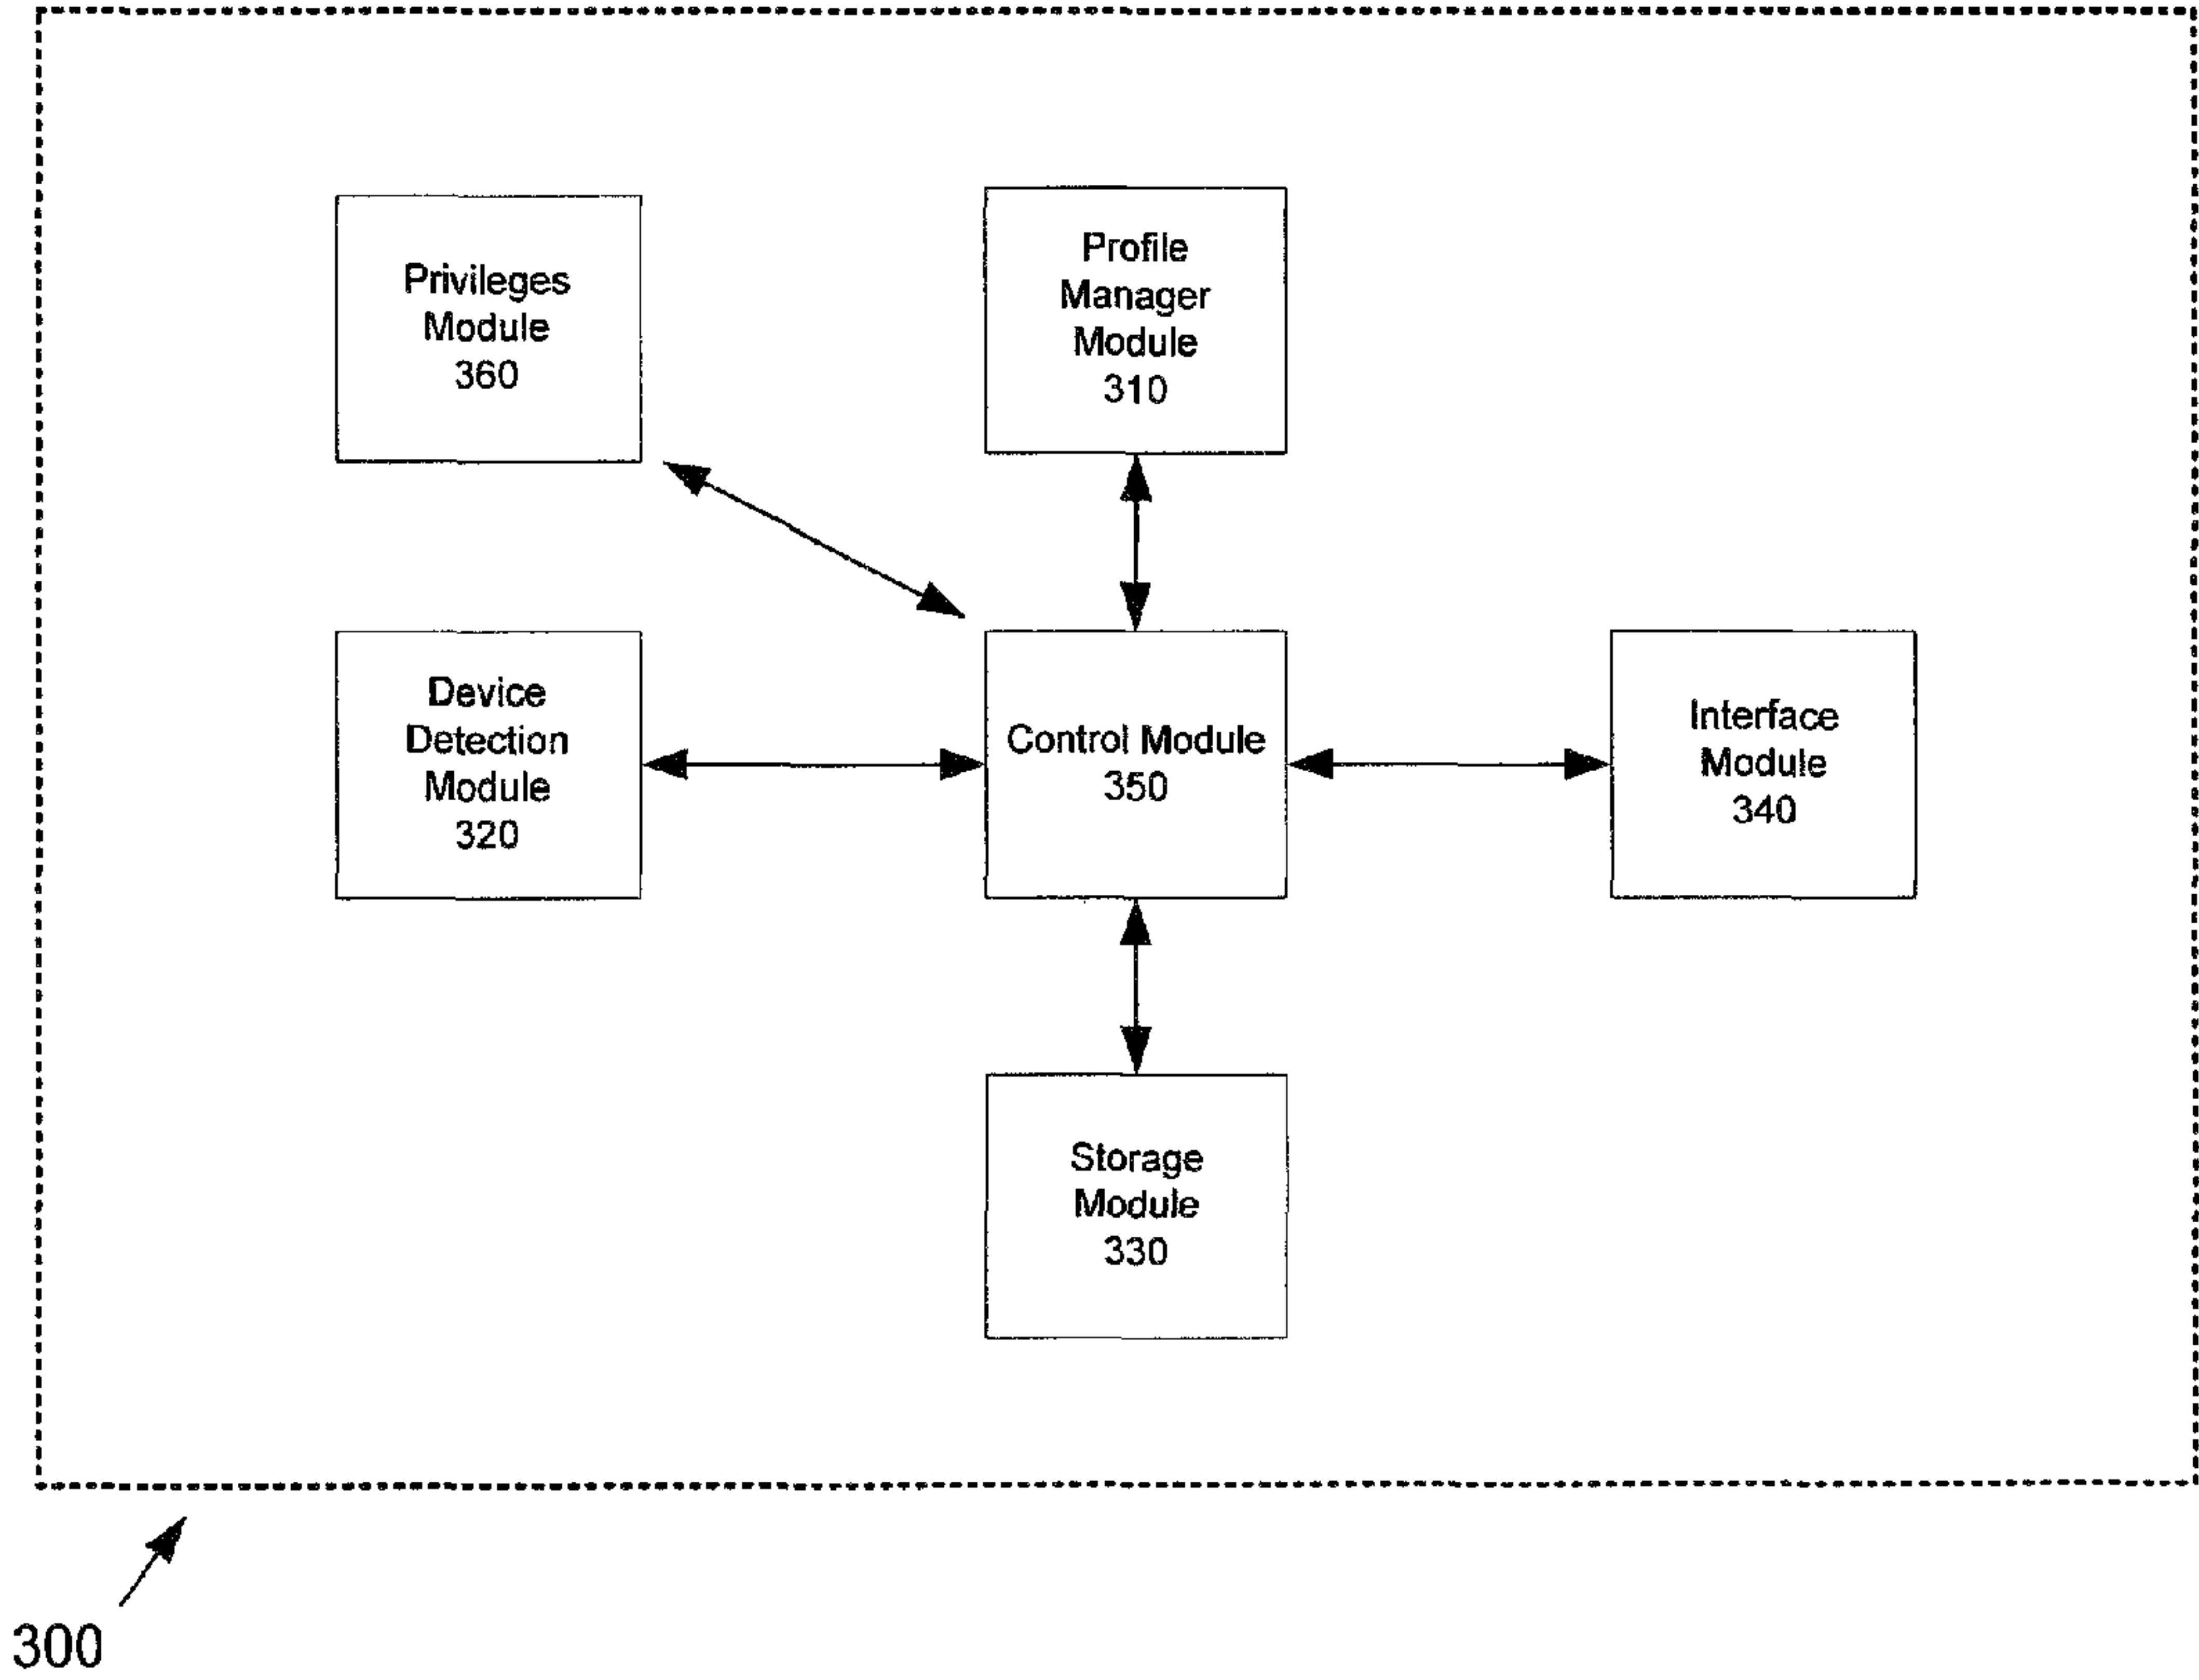 Privileges
Module
360
Profile
Manager
Module
310
Device
Detection
Module
320
Control Module
350
Interface
Module
340
Storage
Module
330
300